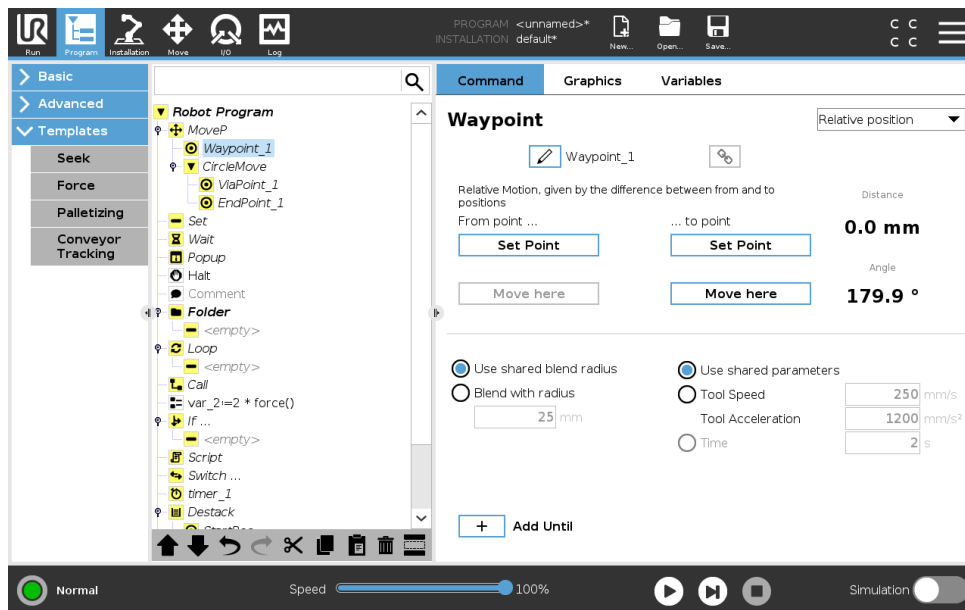 PROGRAM <unnamed>*
INSTALLATION default*
Run
Program
Installation
Move
I/O
Log
New...
Open...
Save...
C C
C C
Basic
Advanced
Templates
Seek
Force
Palletizing
Conveyor
Tracking
Robot Program
MoveP
Waypoint_1
CircleMove
ViaPoint_1
EndPoint_1
Set
Wait
Popup
Halt
Comment
Folder
<empty>
Loop
<empty>
Call
var_2:=2 * force()
If ...
<empty>
Script
Switch ...
timer_1
Destack
Command
Graphics
Variables
Waypoint
Relative position
Waypoint_1
Relative Motion, given by the difference between from and to
positions
From point ...
... to point
Set Point
Set Point
Move here
Move here
Distance
0.0 mm
Angle
179.9 °
Use shared blend radius
Blend with radius
25 mm
Use shared parameters
Tool Speed
250 mm/s
Tool Acceleration
1200 mm/s²
Time
2 s
+ Add Until
Normal
Speed
100%
Simulation